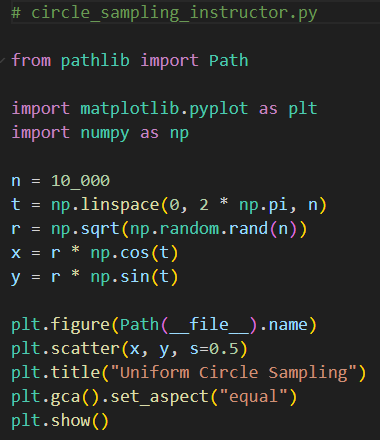 # circle_sampling_instructor.py
from pathlib import Path
import matplotlib.pyplot as plt
import numpy as np
n = 10_000
t = np.linspace(0, 2 * np.pi, n)
r = np.sqrt(np.random.rand(n))
x = r * np.cos(t)
y = r * np.sin(t)
plt.figure(Path(__file__).name)
plt.scatter(x, y, s=0.5)
plt.title("Uniform Circle Sampling")
plt.gca().set_aspect("equal")
plt.show()